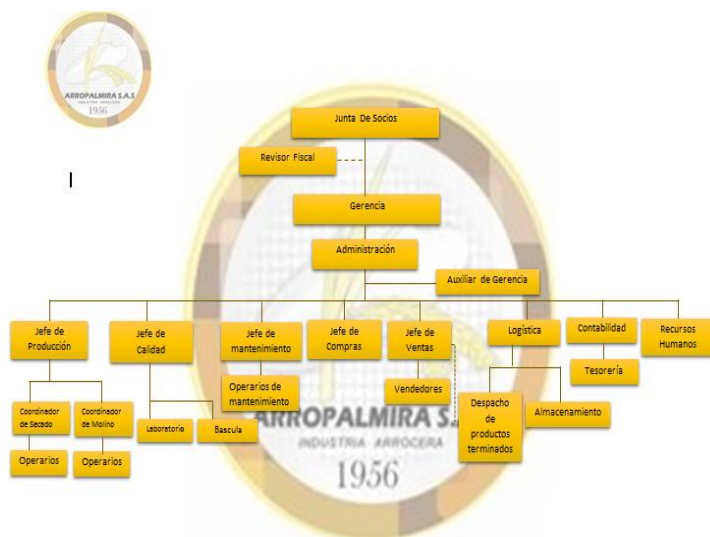 ARROPALMIRA S.A.S
INDUSTRIA ARROCERA
1956
Junta De Socios
Revisor Fiscal
Gerencia
Administración
Auxiliar de Gerencia
Jefe de
Producción
Jefe de
Calidad
Jefe de
mantenimiento
Jefe de
Compras
Jefe de
Ventas
Logística
Contabilidad
Recursos
Humanos
Operarios de
mantenimiento
Vendedores
Tesorería
Coordinador
de Secado
Coordinador
de Molino
Laboratorio
Bascula
Despacho
de
productos
terminados
Almacenamiento
Operarios
Operarios
ARROPALMIRA S.
INDUSTRIA ARROCERA
1956